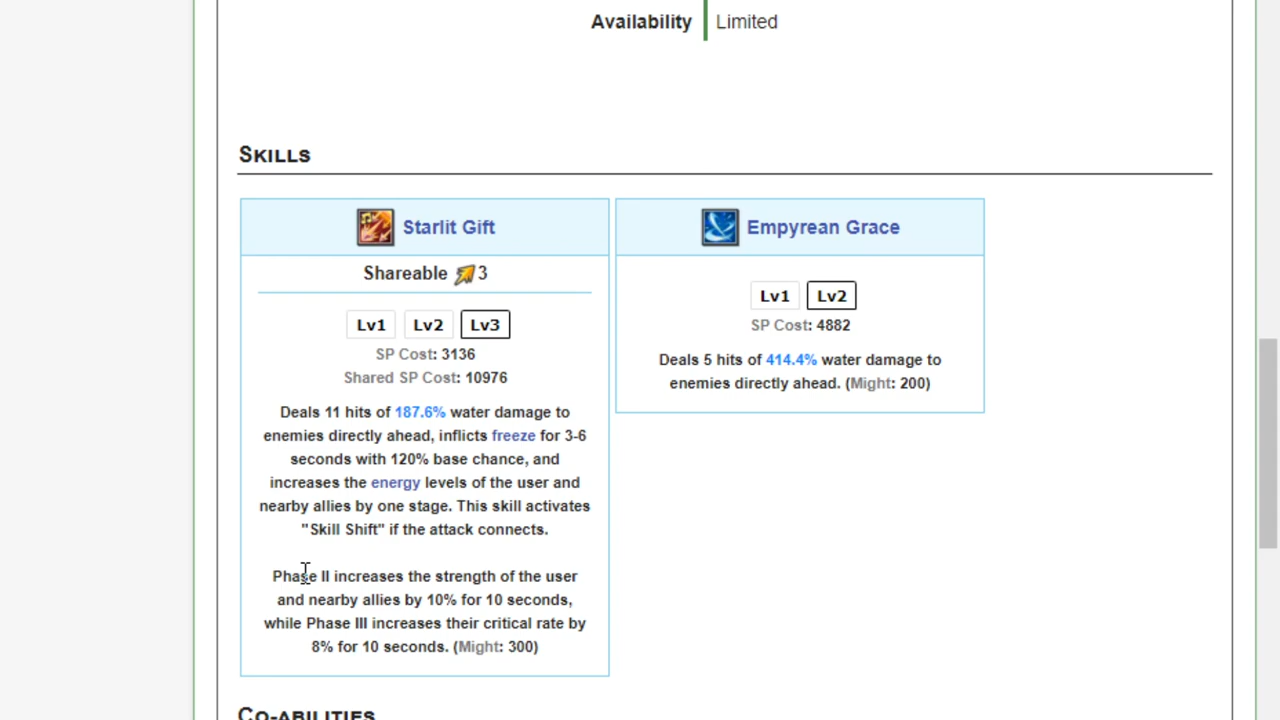 Availability Limited
SKILLS
Starlit Gift
Shareable 3
Lv1 Lv2 Lv3
SP Cost: 3136
Shared SP Cost: 10976
Deals 11 hits of 187.6% water damage to
enemies directly ahead, inflicts freeze for 3-6
seconds with 120% base chance, and
increases the energy levels of the user and
nearby allies by one stage. This skill activates
"Skill Shift" if the attack connects.
Phase II increases the strength of the user
and nearby allies by 10% for 10 seconds,
while Phase III increases their critical rate by
8% for 10 seconds. (Might: 300)
Empyrean Grace
Lv1 Lv2
SP Cost: 4882
Deals 5 hits of 414.4% water damage to
enemies directly ahead. (Might: 200)
CO-ABILITIES